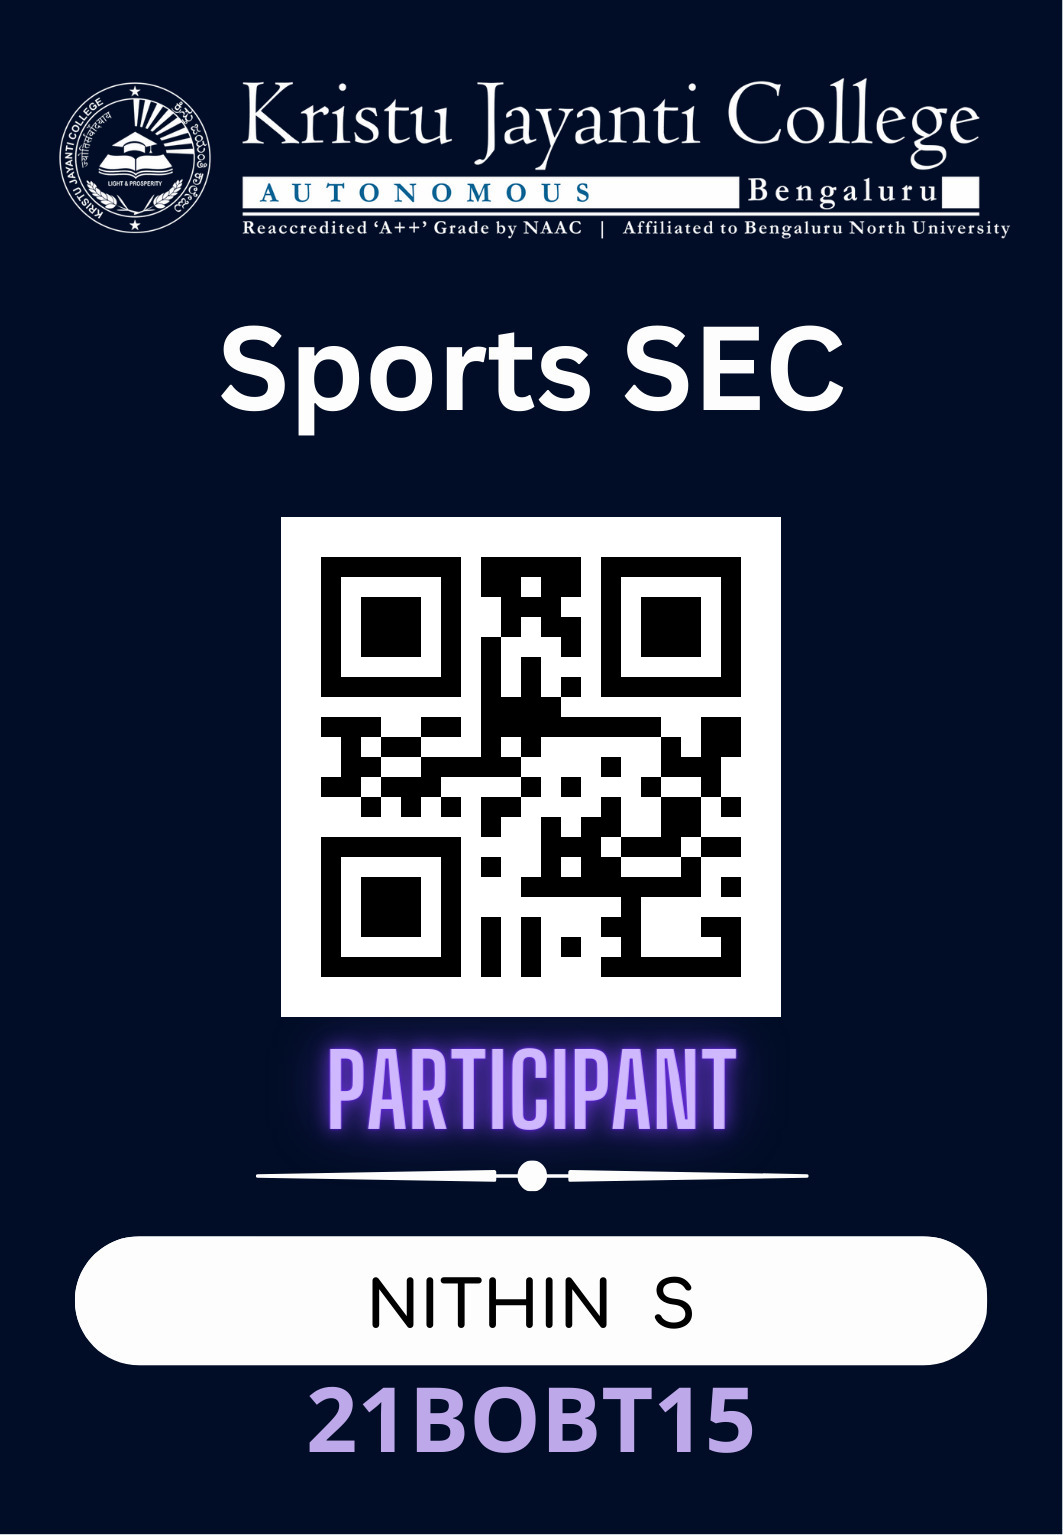 KRISTU JAYANTI COLLEGE
ಕ್ರಿಸ್ತು ಜಯಂತಿ ಕಾಲೇಜು
LIGHT & PROSPERITY
Kristu Jayanti College
AUTONOMOUS Bengaluru
Reaccredited ‘A++’ Grade by NAAC | Affiliated to Bengaluru North University
Sports SEC
PARTICIPANT
NITHIN S
21BOBT15